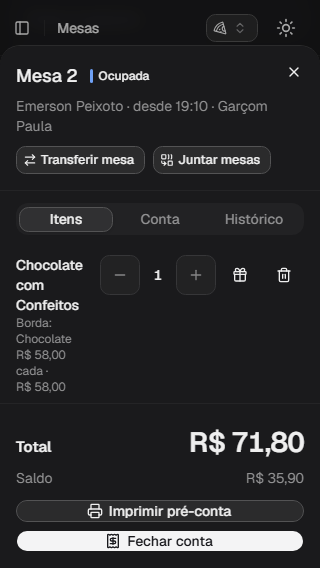 Mesas
Mesa 2
Ocupada
Emerson Peixoto · desde 19:10 · Garçom
Paula
Transferir mesa
Juntar mesas
Itens
Conta
Histórico
Chocolate
com
Confeitos
1
Borda:
Chocolate
R$ 58,00
cada ·
R$ 58,00
Total
R$ 71,80
Saldo
R$ 35,90
Imprimir pré-conta
Fechar conta